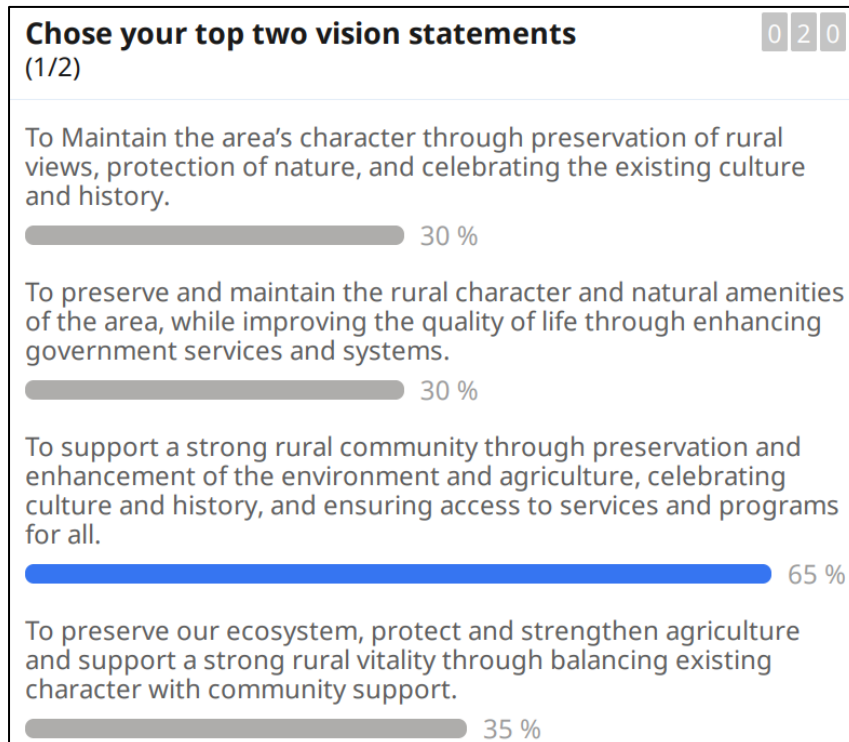 Chose your top two vision statements
020
(1/2)
To Maintain the area's character through preservation of rural
views, protection of nature, and celebrating the existing culture
and history.
30 %
To preserve and maintain the rural character and natural amenities
of the area, while improving the quality of life through enhancing
government services and systems.
30 %
To support a strong rural community through preservation and
enhancement of the environment and agriculture, celebrating
culture and history, and ensuring access to services and programs
for all.
65 %
To preserve our ecosystem, protect and strengthen agriculture
and support a strong rural vitality through balancing existing
character with community support.
35 %